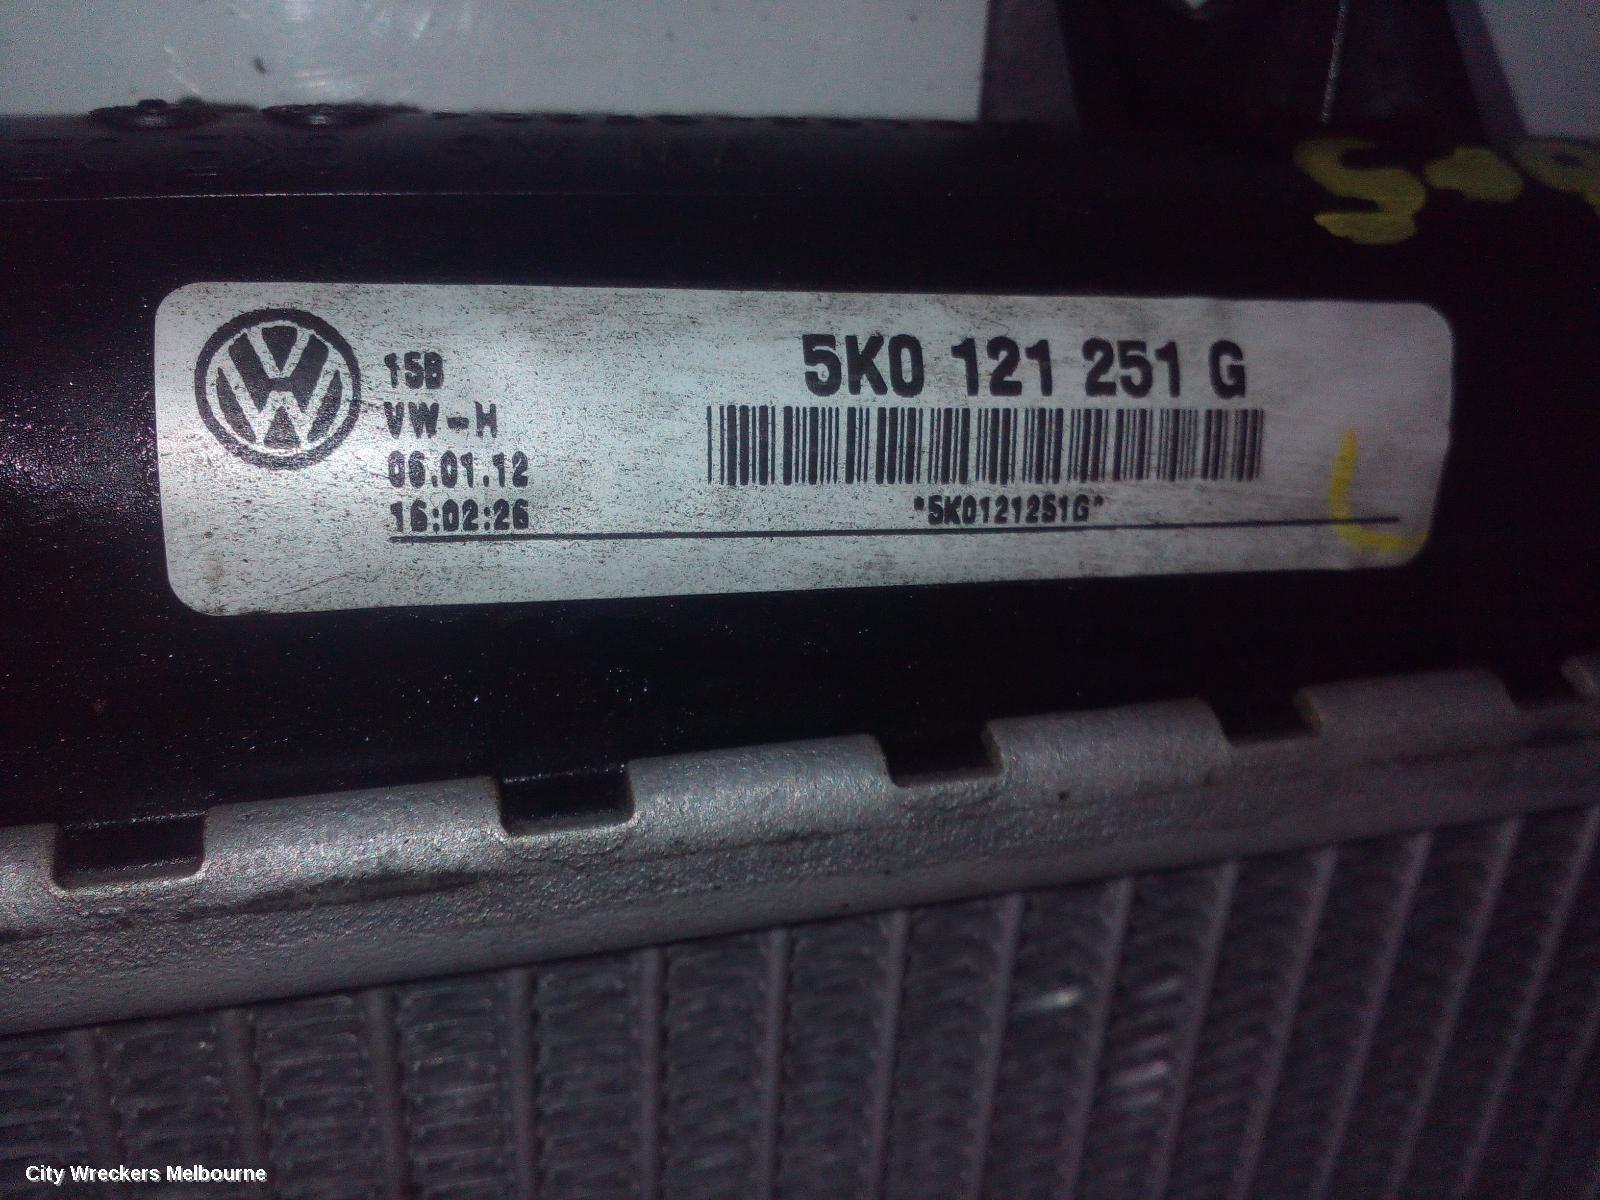 15B
VW-H
06.01.12
16:02:26
5K0 121 251 G
*5K0121251G*
City Wreckers Melbourne